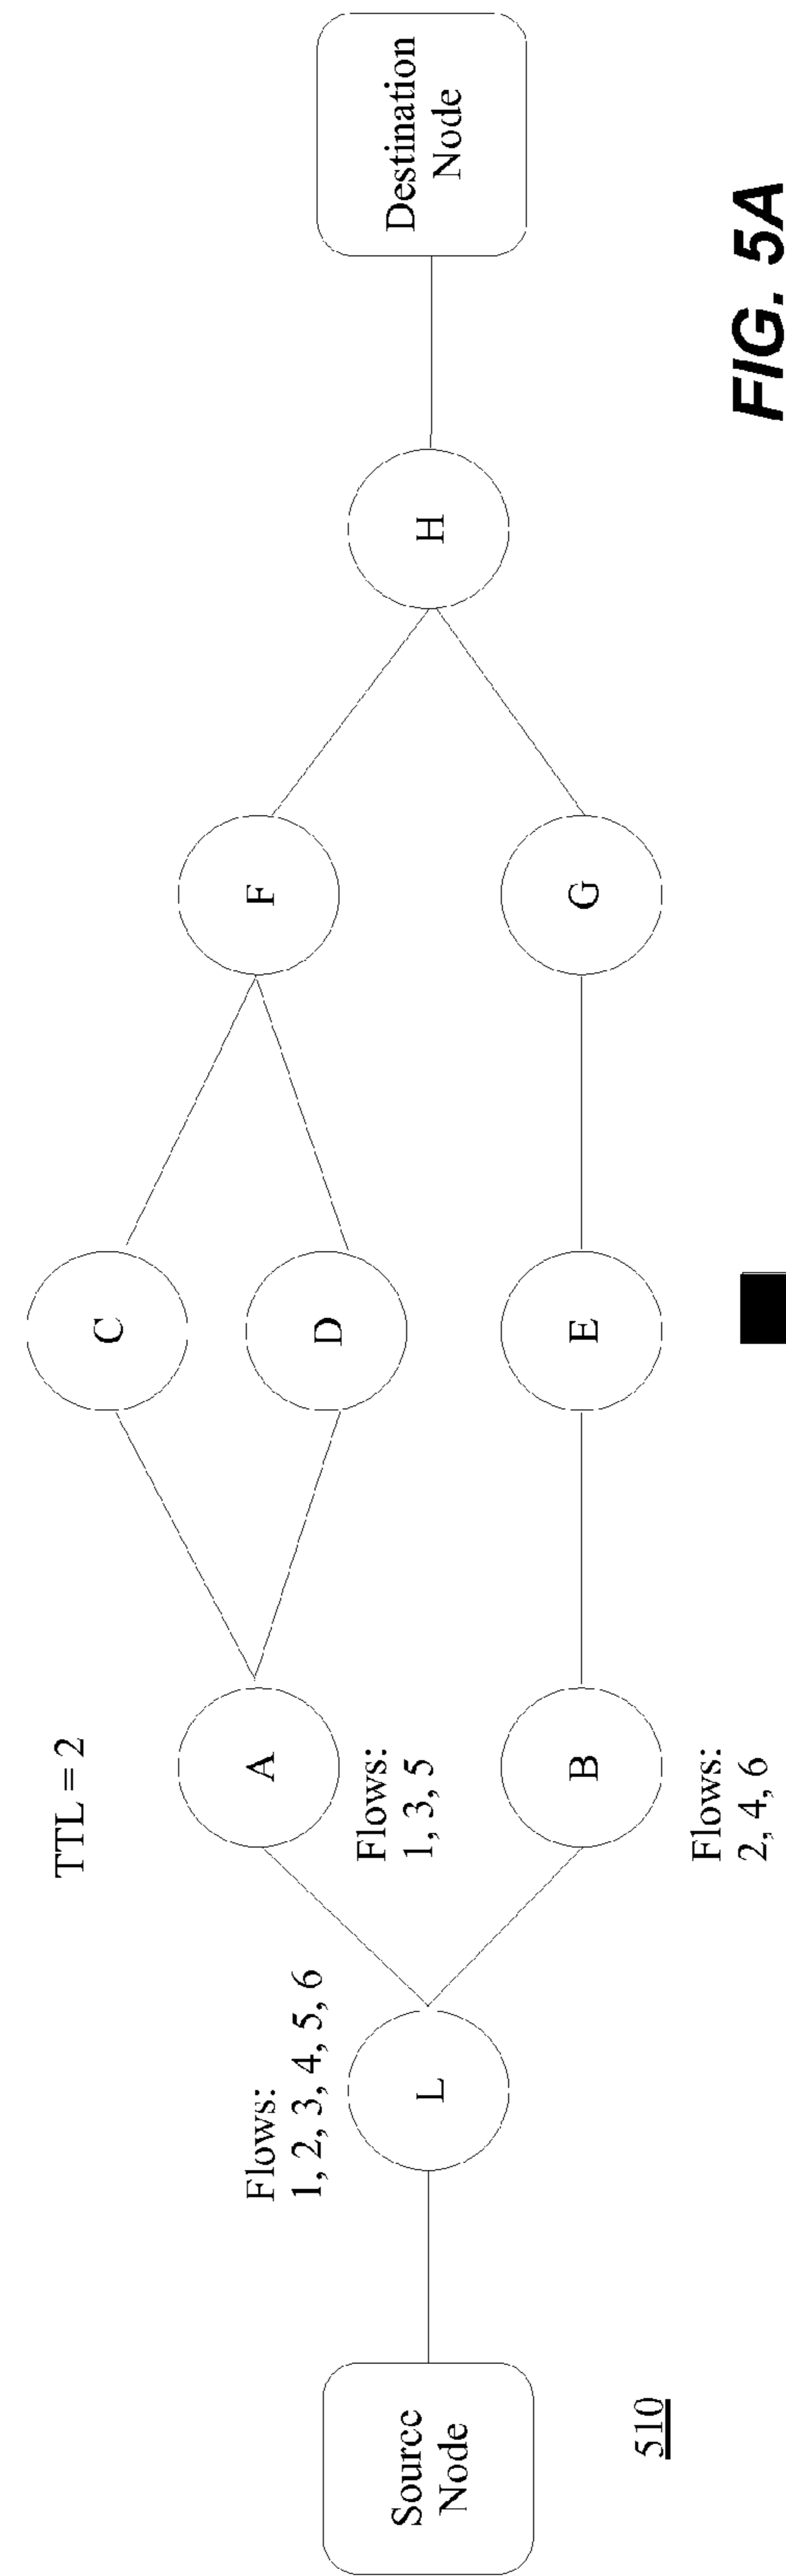 TTL = 2
Flows:
1, 2, 3, 4, 5, 6
Source
Node
L
A
Flows:
1, 3, 5
B
Flows:
2, 4, 6
C
D
E
F
G
H
Destination
Node
510
FIG. 5A